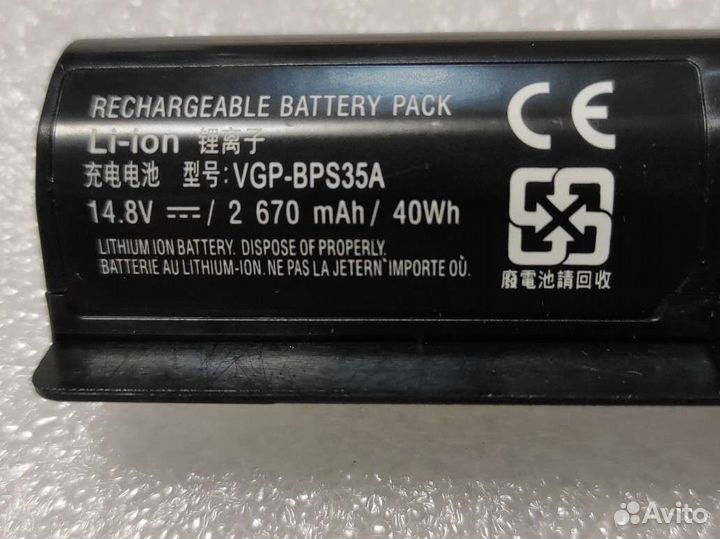 RECHARGEABLE BATTERY PACK
Li-ion 锂离子
充电电池 型号: VGP-BPS35A
14.8V ⎓ / 2 670 mAh / 40Wh
LITHIUM ION BATTERY. DISPOSE OF PROPERLY.
BATTERIE AU LITHIUM-ION. NE PAS LA JETERN`IMPORTE OÙ.
CE
廢電池請回收
Avito